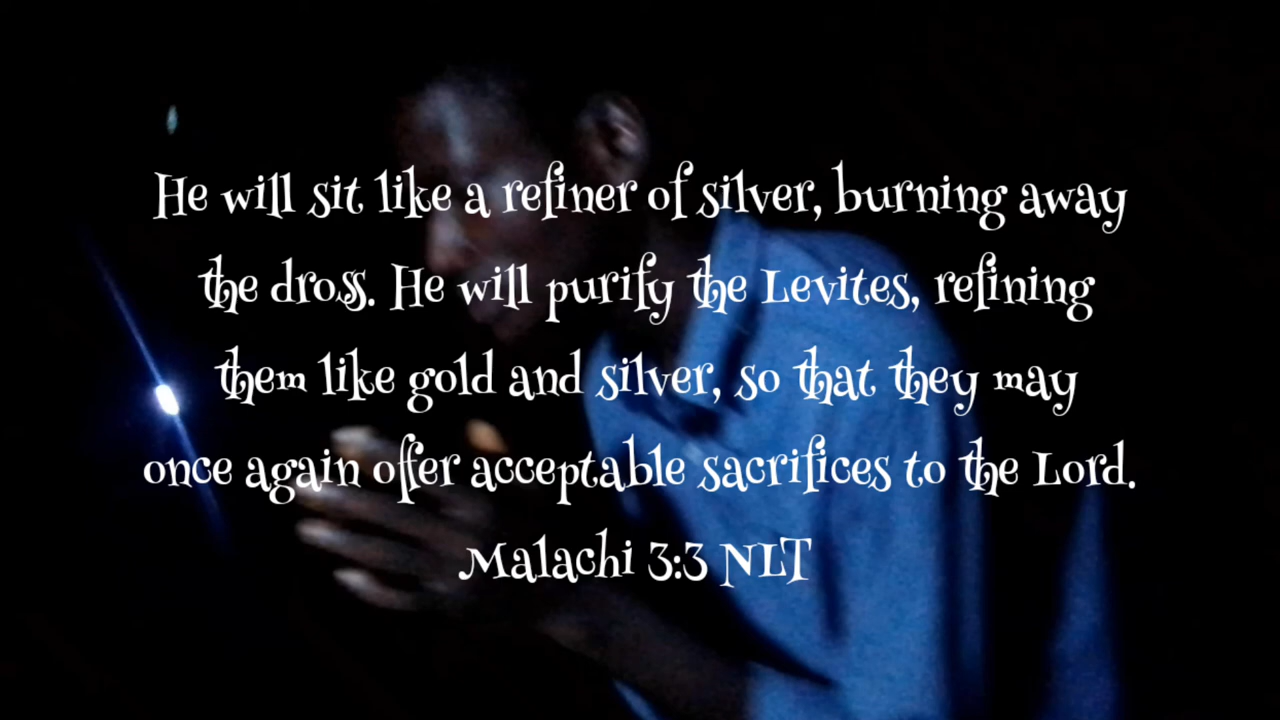 He will sit like a refiner of silver, burning away
the dross. He will purify the Levites, refining
them like gold and silver, so that they may
once again offer acceptable sacrifices to the Lord.
Malachi 3:3 NLT